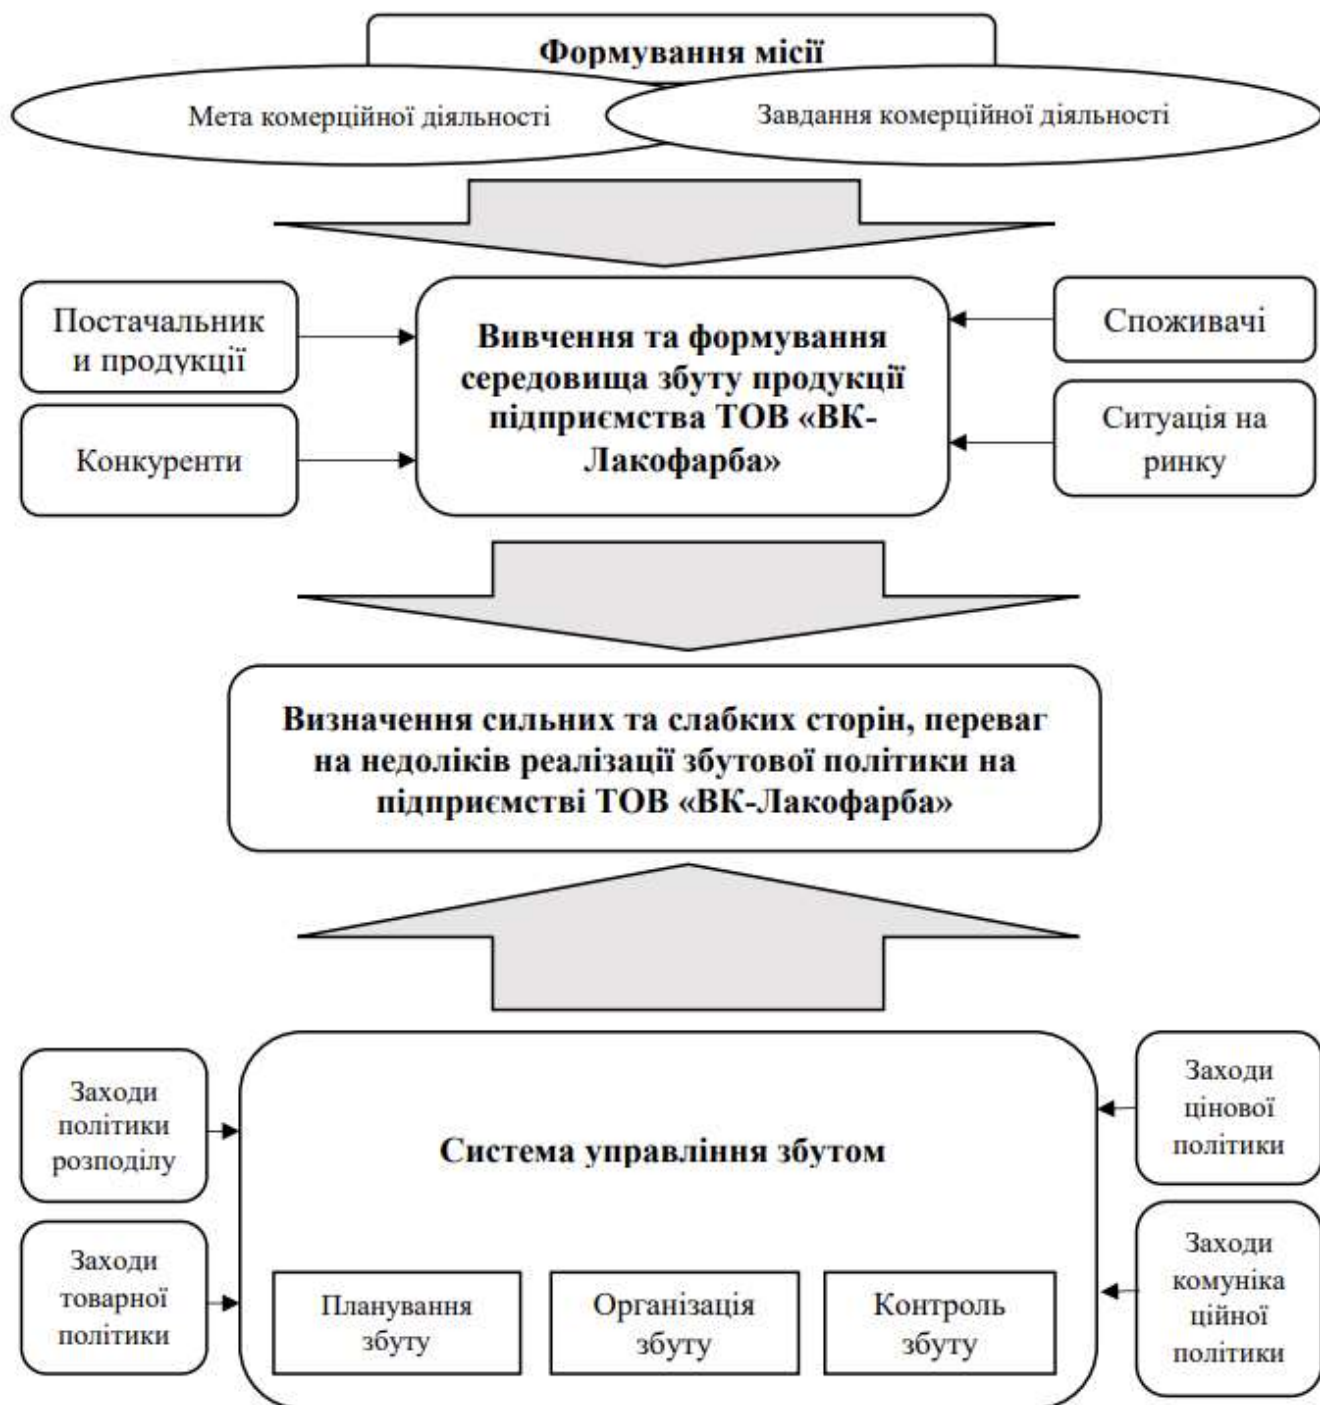 Формування місії
Мета комерційної діяльності
Завдання комерційної діяльності
Постачальник
и продукції
Конкуренти
Вивчення та формування
середовища збуту продукції
підприємства ТОВ «ВК-
Лакофарба»
Споживачі
Ситуація на
ринку
Визначення сильних та слабких сторін, переваг
на недоліків реалізації збутової політики на
підприємстві ТОВ «ВК-Лакофарба»
Заходи
політики
розподілу
Заходи
товарної
політики
Система управління збутом
Планування
збуту
Організація
збуту
Контроль
збуту
Заходи
цінової
політики
Заходи
комуніка
ційної
політики